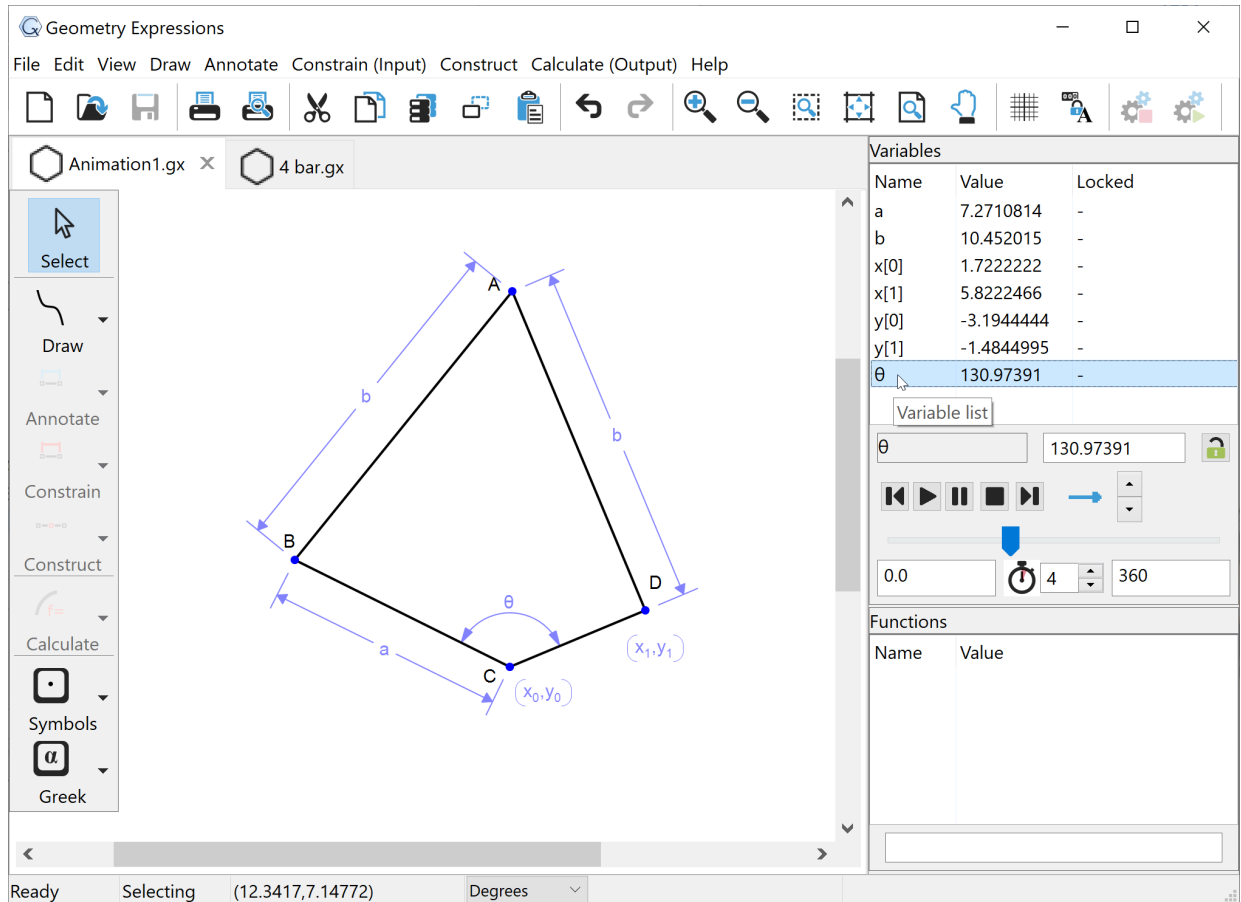 Geometry Expressions
File Edit View Draw Annotate Constrain (Input) Construct Calculate (Output) Help
Animation1.gx
4 bar.gx
Select
Draw
Annotate
Constrain
Construct
f=
Calculate
Symbols
α
Greek
A
b
b
B
D
θ
(x₁,y₁)
a
C
(x₀,y₀)
Variables
Name Value Locked
a 7.2710814 -
b 10.452015 -
x[0] 1.7222222 -
x[1] 5.8222466 -
y[0] -3.1944444 -
y[1] -1.4844995 -
θ 130.97391 -
Variable list
θ 130.97391
0.0 4 360
Functions
Name Value
Ready Selecting (12.3417,7.14772) Degrees